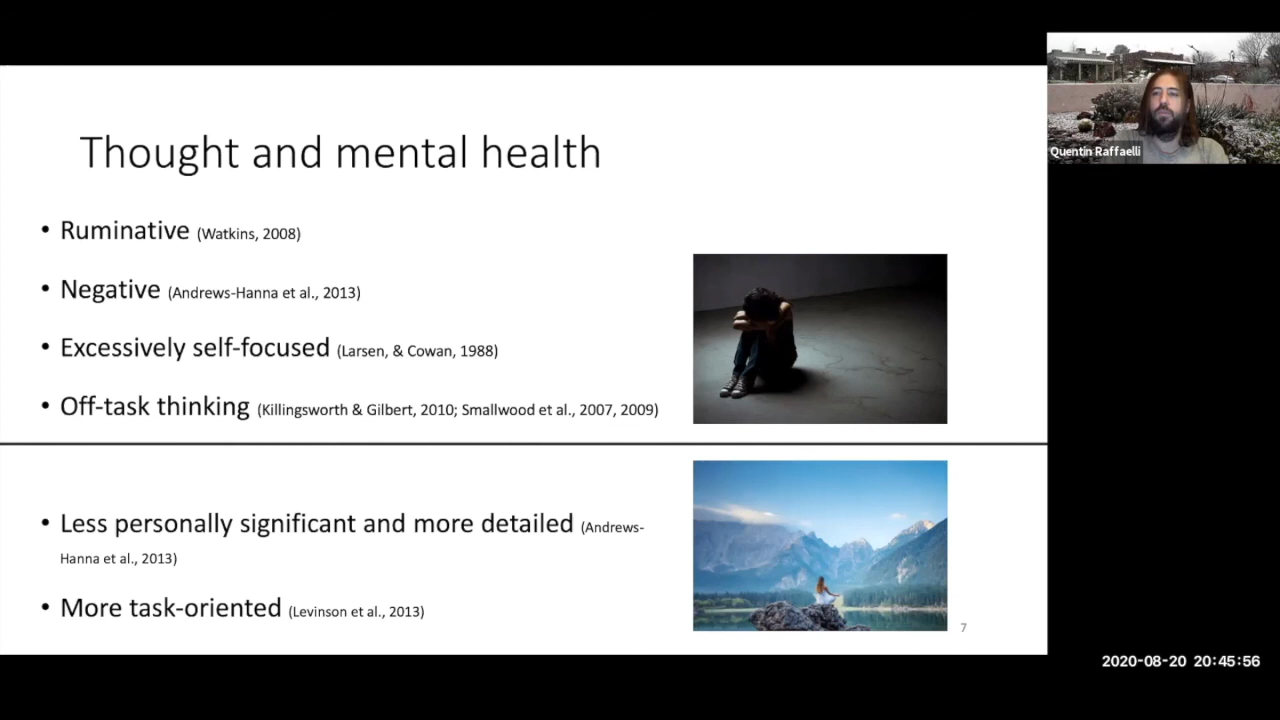 Thought and mental health
• Ruminative (Watkins, 2008)
• Negative (Andrews-Hanna et al., 2013)
• Excessively self-focused (Larsen, & Cowan, 1988)
• Off-task thinking (Killingsworth & Gilbert, 2010; Smallwood et al., 2007, 2009)
• Less personally significant and more detailed (Andrews-
Hanna et al., 2013)
• More task-oriented (Levinson et al., 2013)
7
Quentin Raffaelli
2020-08-20 20:45:56